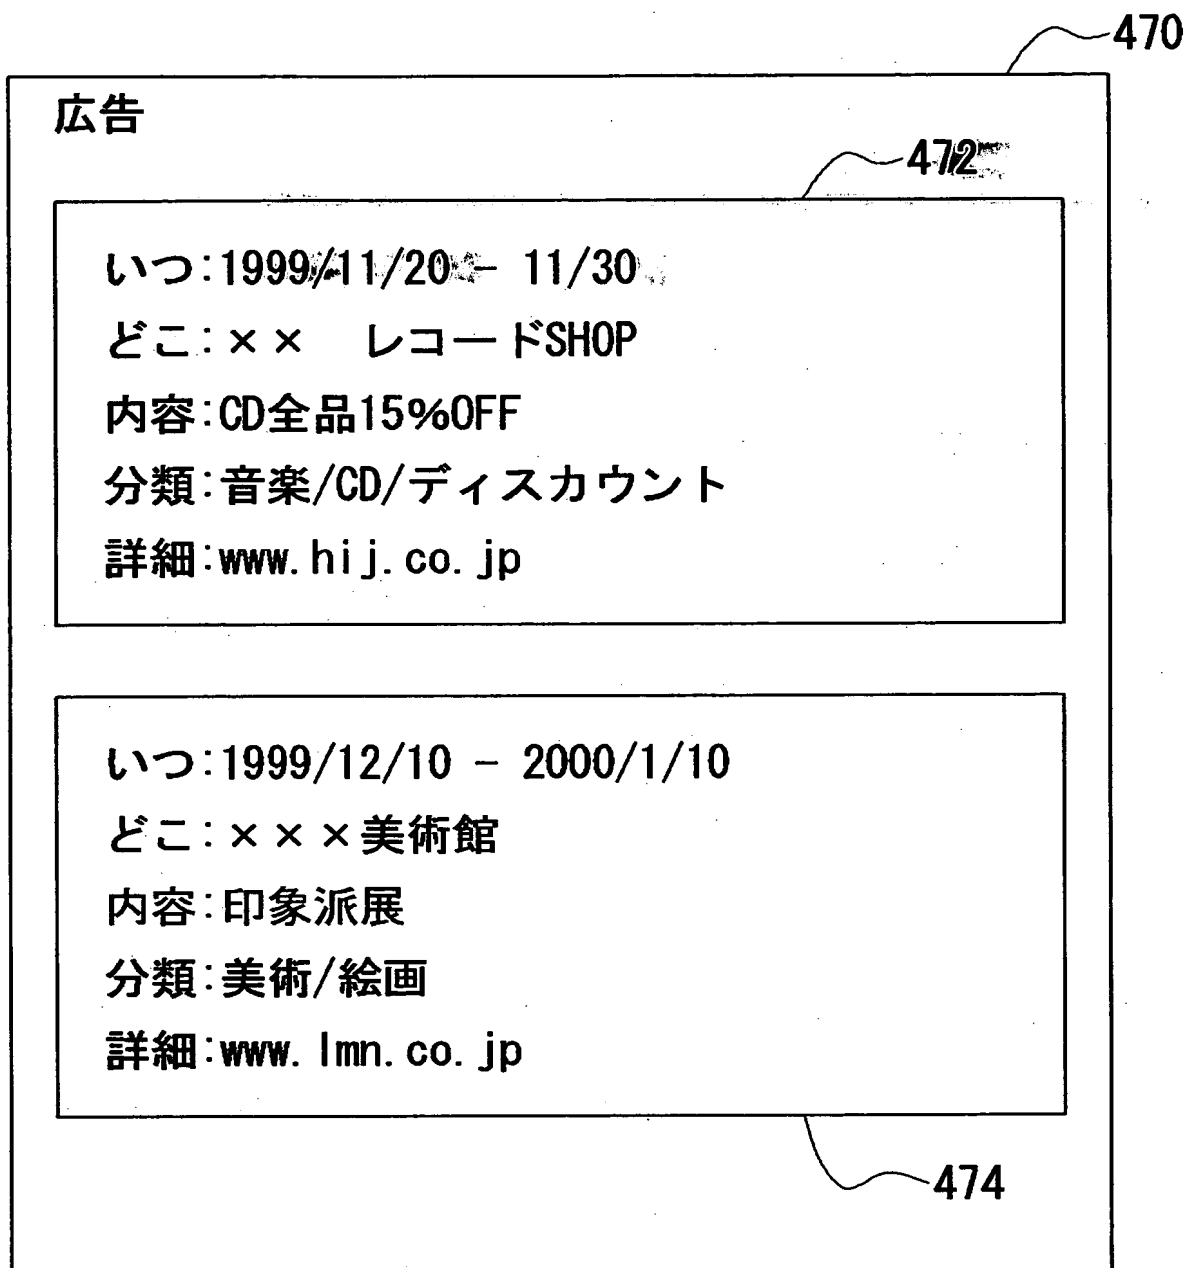 470
広告
472
いつ:1999/11/20 - 11/30
どこ:×× レコードSHOP
内容:CD全品15%OFF
分類:音楽/CD/ディスカウント
詳細:www.hij.co.jp
いつ:1999/12/10 - 2000/1/10
どこ:×××美術館
内容:印象派展
分類:美術/絵画
詳細:www.lmn.co.jp
474